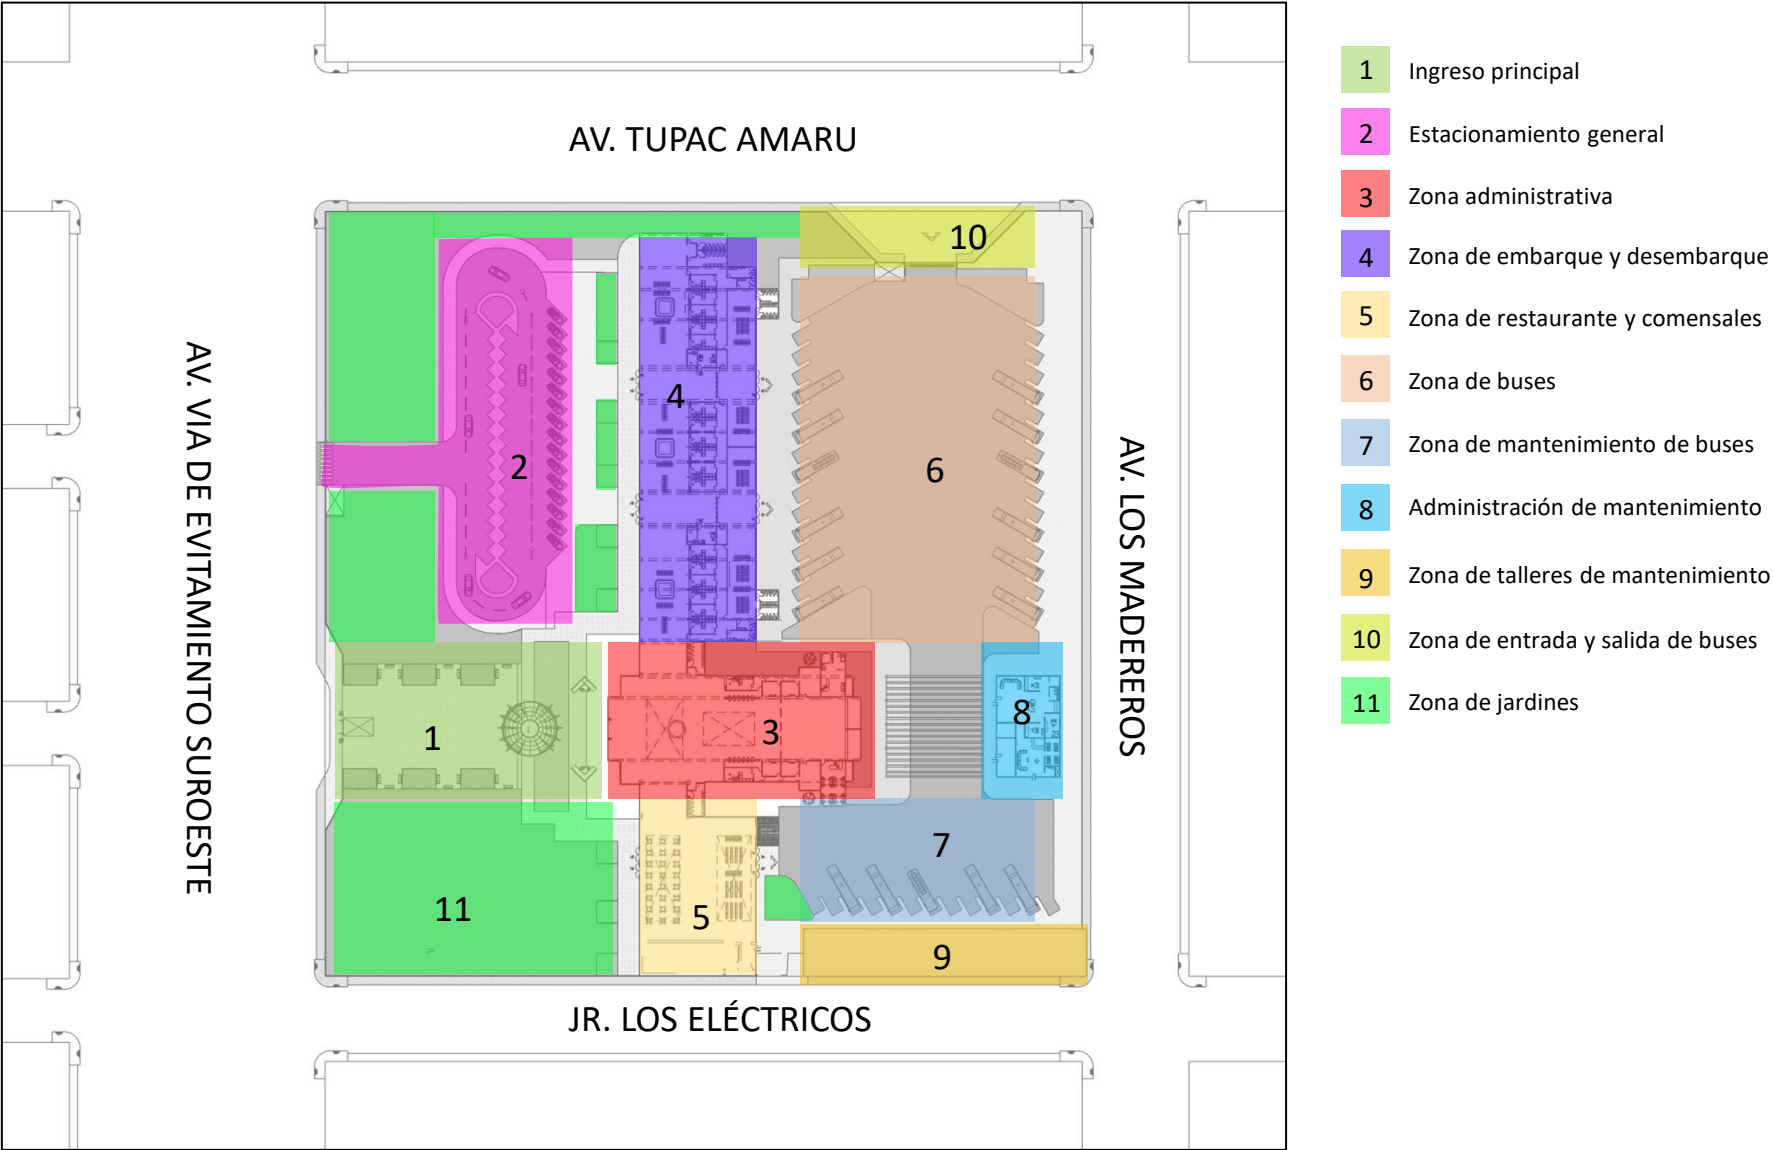 AV. TUPAC AMARU
AV. VIA DE EVITAMIENTO SUROESTE
AV. LOS MADEREROS
JR. LOS ELÉCTRICOS
10
4
2
6
8
3
1
7
11
5
9
1 Ingreso principal
2 Estacionamiento general
3 Zona administrativa
4 Zona de embarque y desembarque
5 Zona de restaurante y comensales
6 Zona de buses
7 Zona de mantenimiento de buses
8 Administración de mantenimiento
9 Zona de talleres de mantenimiento
10 Zona de entrada y salida de buses
11 Zona de jardines